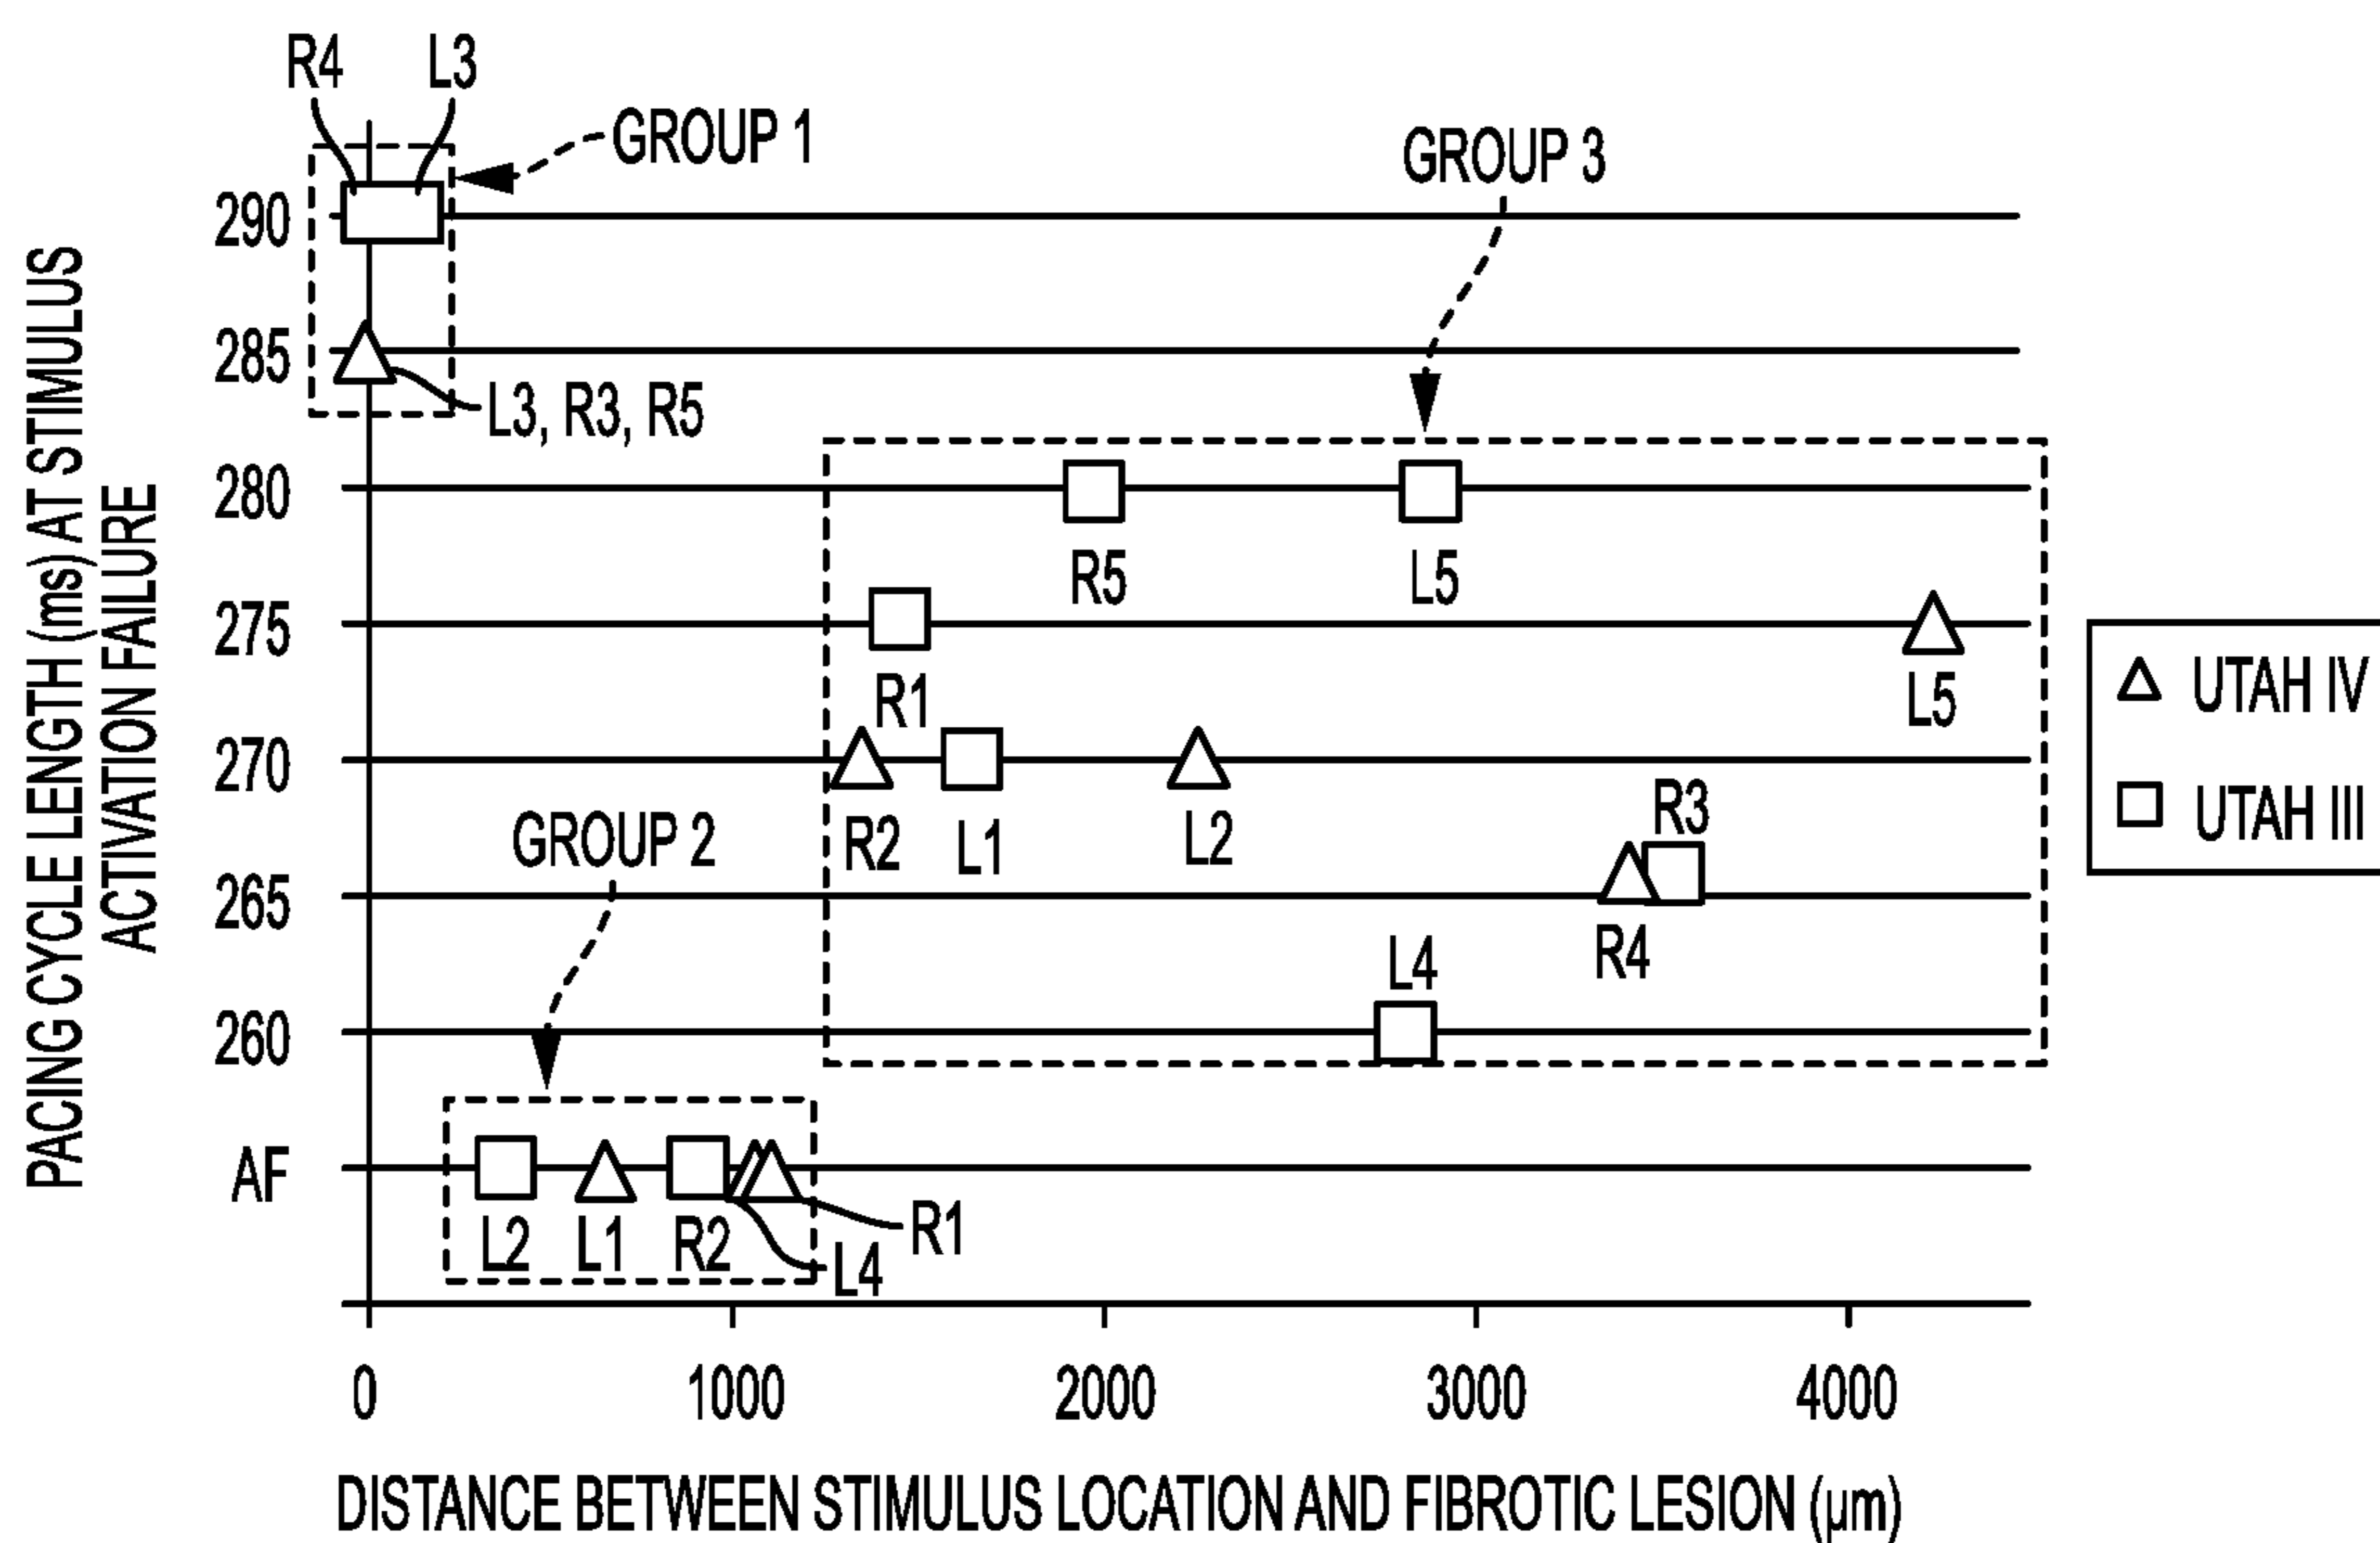 R4 L3
GROUP 1
GROUP 3
290
285
L3, R3, R5
280
R5 L5
275
R1
L5
270
R2 L1 L2
R3
GROUP 2
265
R4
L4
260
AF
L2 L1 R2
R1
L4
0 1000 2000 3000 4000
DISTANCE BETWEEN STIMULUS LOCATION AND FIBROTIC LESION (µm)
PACING CYCLE LENGTH (ms) AT STIMULUS
ACTIVATION FAILURE
UTAH IV
UTAH III